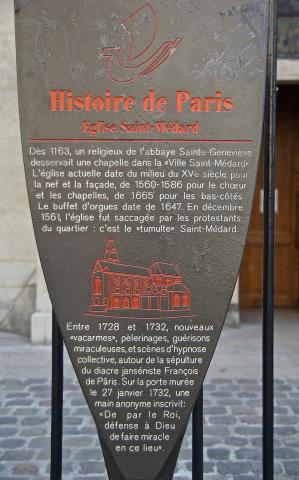 Histoire de Paris
Eglise Saint-Médard
Dès 1163, un religieux de l'abbaye Sainte-Geneviève
desservait une chapelle dans la «Ville Saint-Médard».
L'église actuelle date du milieu du XVe siècle pour
la nef et la façade, de 1560-1586 pour le chœur
et les chapelles, de 1665 pour les bas-côtés.
Le buffet d'orgues date de 1647. En décembre
1561, l'église fut saccagée par les protestants
du quartier : c'est le «tumulte» Saint-Médard.
Entre 1728 et 1732, nouveaux
«vacarmes», pèlerinages, guérisons
miraculeuses, et scènes d'hypnose
collective, autour de la sépulture
du diacre janséniste François
de Pâris. Sur la porte murée
le 27 janvier 1732, une
main anonyme inscrivit:
«De par le Roi,
défense à Dieu
de faire miracle
en ce lieu».